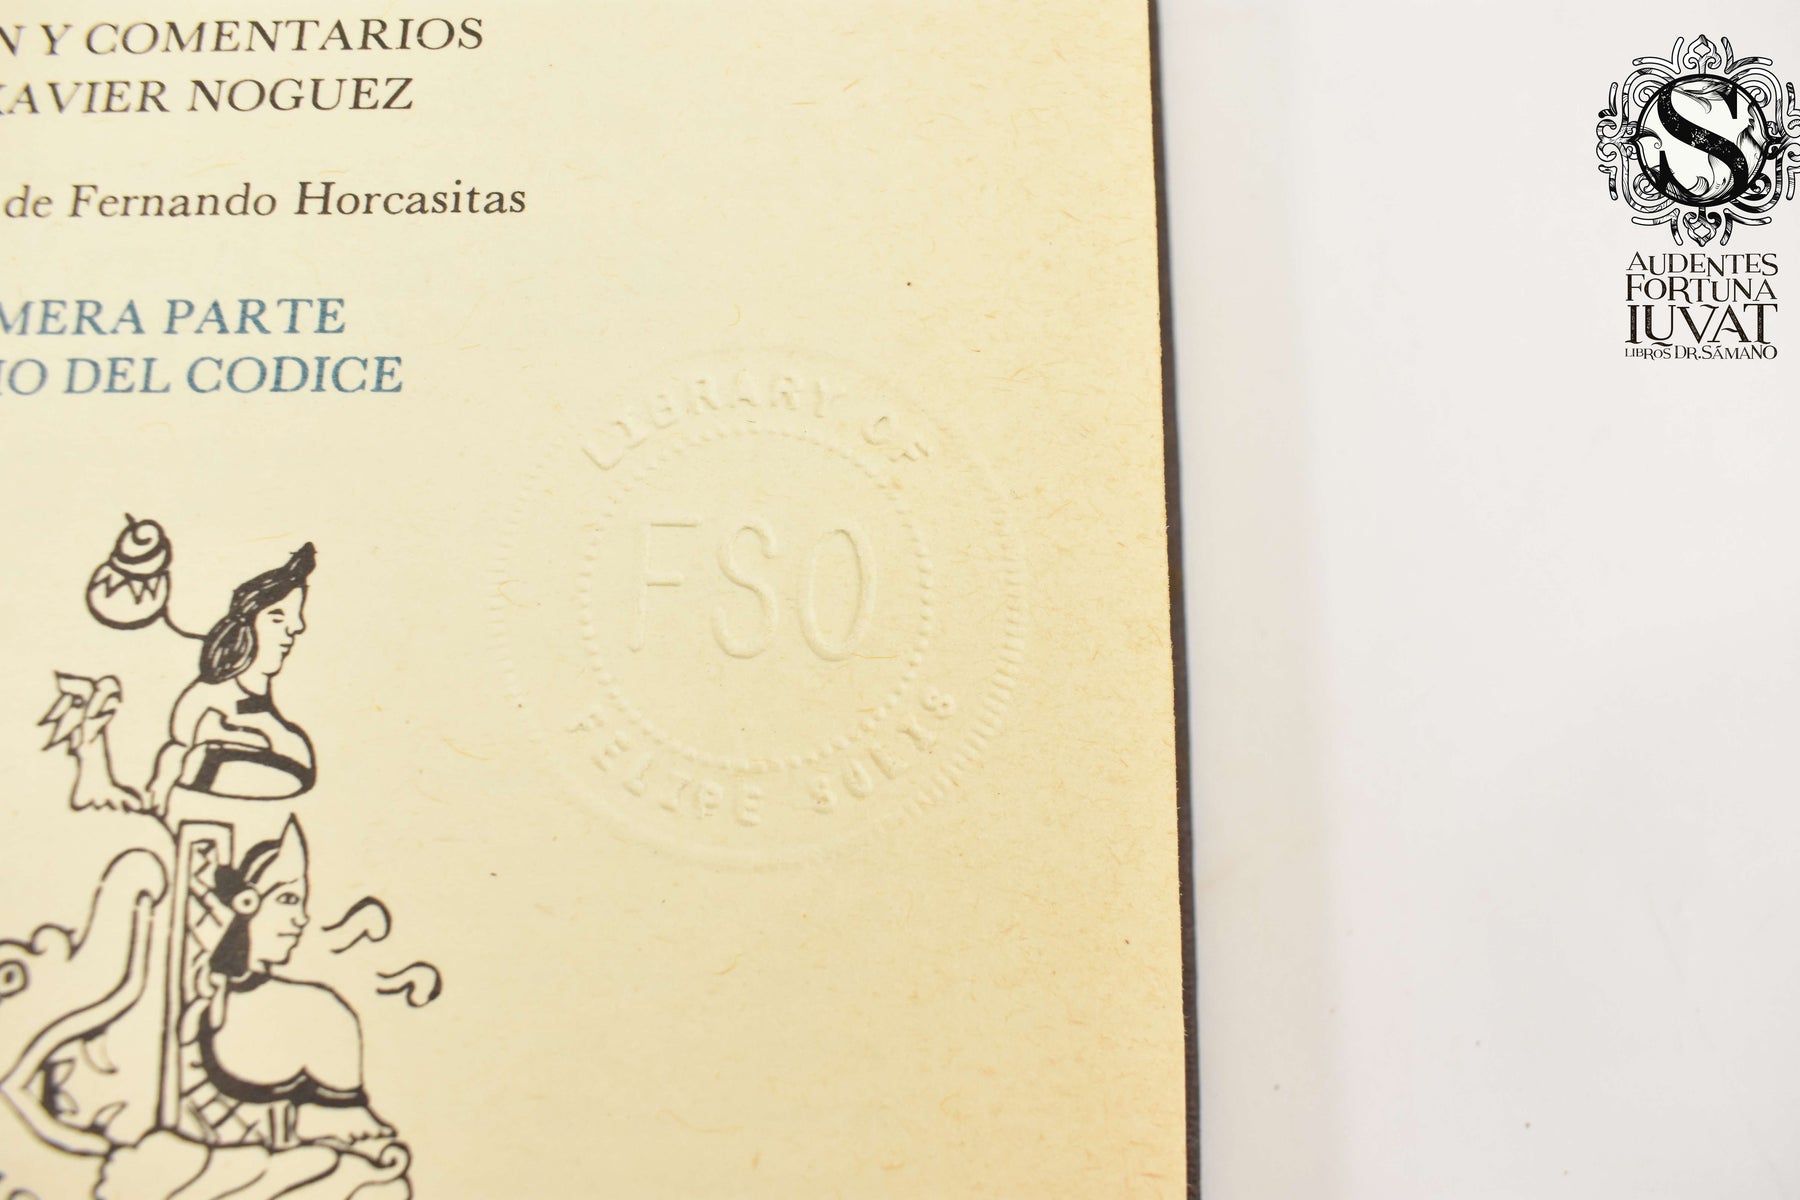 N Y COMENTARIOS
XAVIER NOGUEZ
de Fernando Horcasitas
MERA PARTE
IO DEL CODICE
LIBRARY OF
FSO
FELIPE SOLIS
S
AUDENTES
FORTUNA
IUVAT
LIBROS DR. SÁMANO